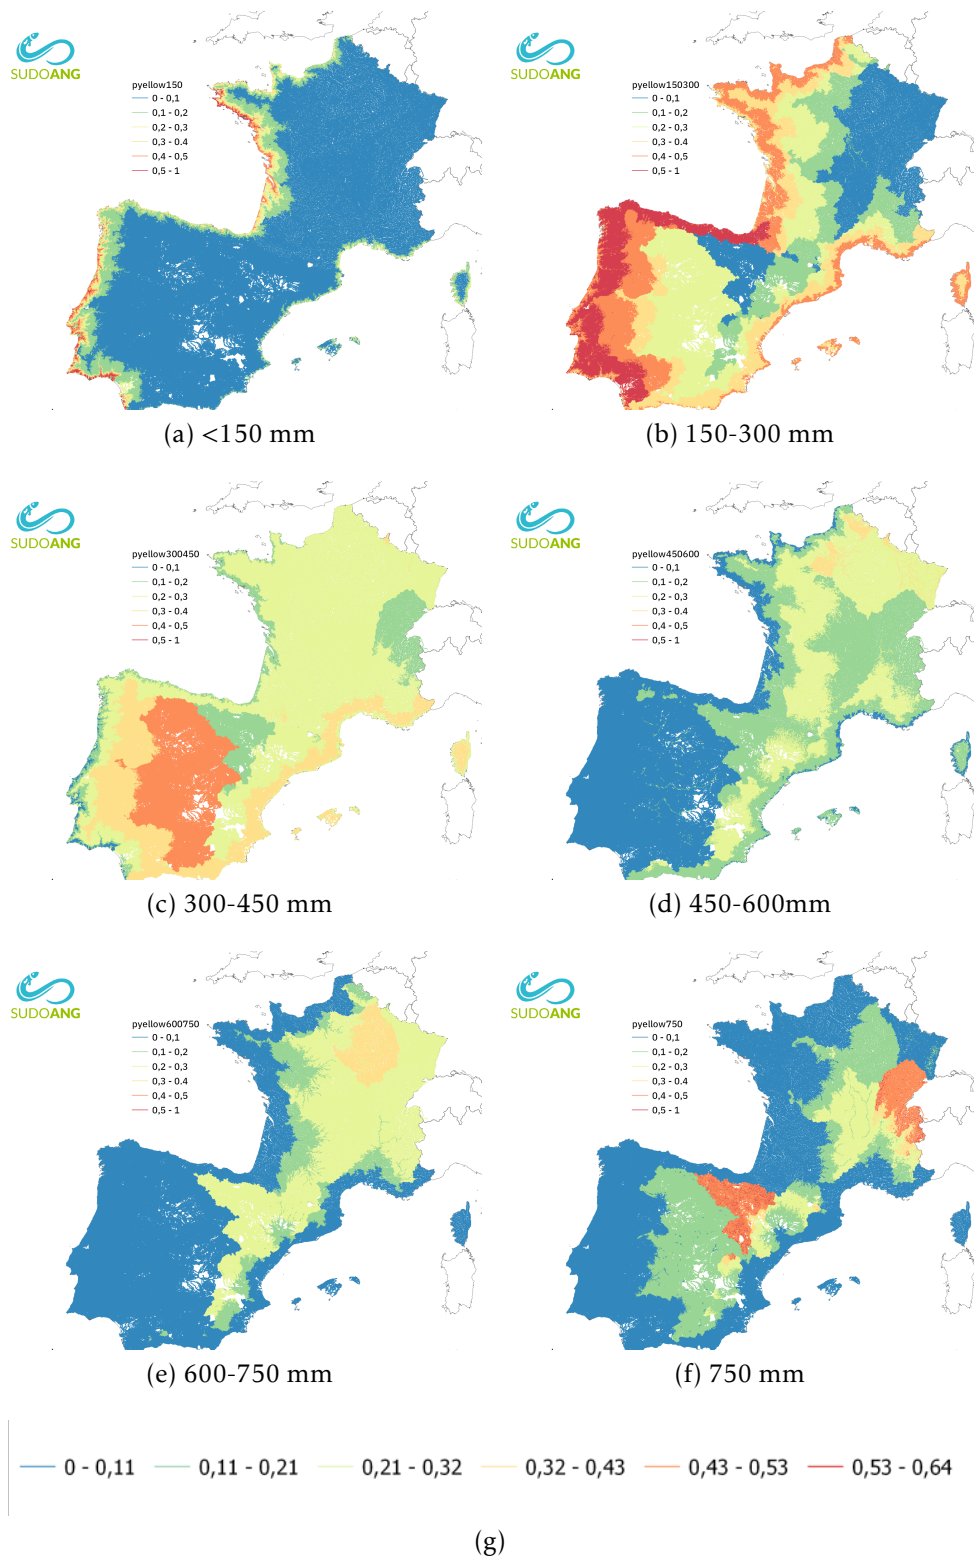 SUDOANG
pyellow150
0 - 0,1
0,1 - 0,2
0,2 - 0,3
0,3 - 0.4
0,4 - 0,5
0,5 - 1
(a) <150 mm
SUDOANG
pyellow150300
0 - 0,1
0,1 - 0,2
0,2 - 0,3
0,3 - 0.4
0,4 - 0,5
0,5 - 1
(b) 150-300 mm
SUDOANG
pyellow300450
0 - 0,1
0,1 - 0,2
0,2 - 0,3
0,3 - 0.4
0,4 - 0,5
0,5 - 1
(c) 300-450 mm
SUDOANG
pyellow450600
0 - 0,1
0,1 - 0,2
0,2 - 0,3
0,3 - 0.4
0,4 - 0,5
0,5 - 1
(d) 450-600mm
SUDOANG
pyellow600750
0 - 0,1
0,1 - 0,2
0,2 - 0,3
0,3 - 0.4
0,4 - 0,5
0,5 - 1
(e) 600-750 mm
SUDOANG
pyellow750
0 - 0,1
0,1 - 0,2
0,2 - 0,3
0,3 - 0.4
0,4 - 0,5
0,5 - 1
(f) 750 mm
0 - 0,11 0,11 - 0,21 0,21 - 0,32 0,32 - 0,43 0,43 - 0,53 0,53 - 0,64
(g)